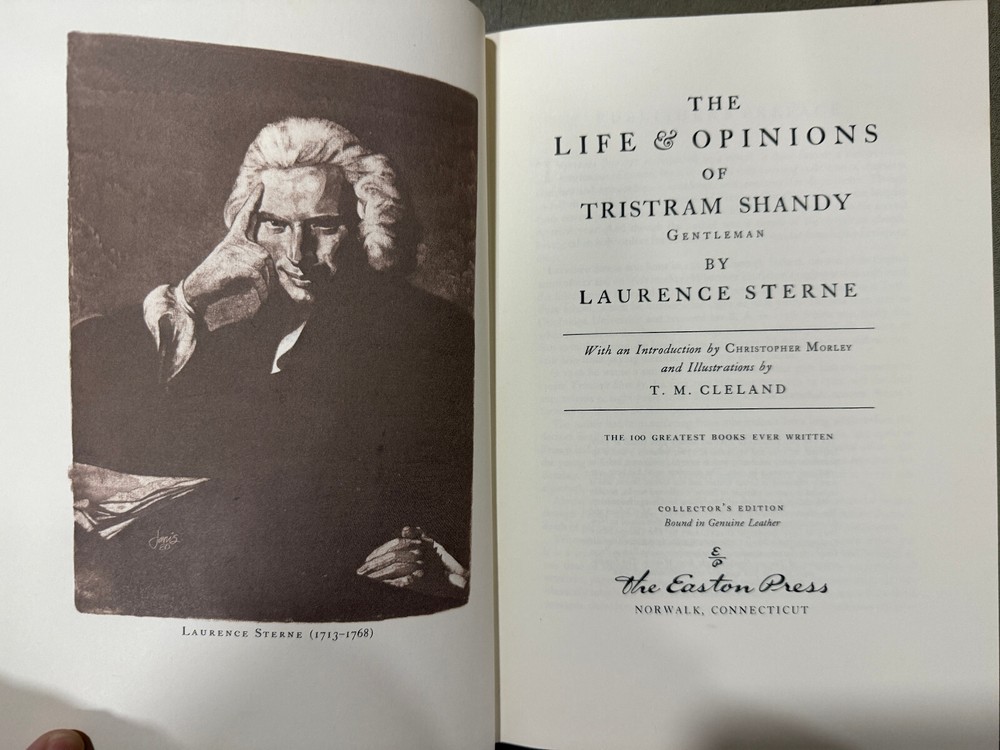 Laurence Sterne (1713–1768)
THE
LIFE & OPINIONS
OF
TRISTRAM SHANDY
Gentleman
BY
LAURENCE STERNE
With an Introduction by Christopher Morley
and Illustrations by
T. M. CLELAND
THE 100 GREATEST BOOKS EVER WRITTEN
COLLECTOR'S EDITION
Bound in Genuine Leather
The Easton Press
NORWALK, CONNECTICUT